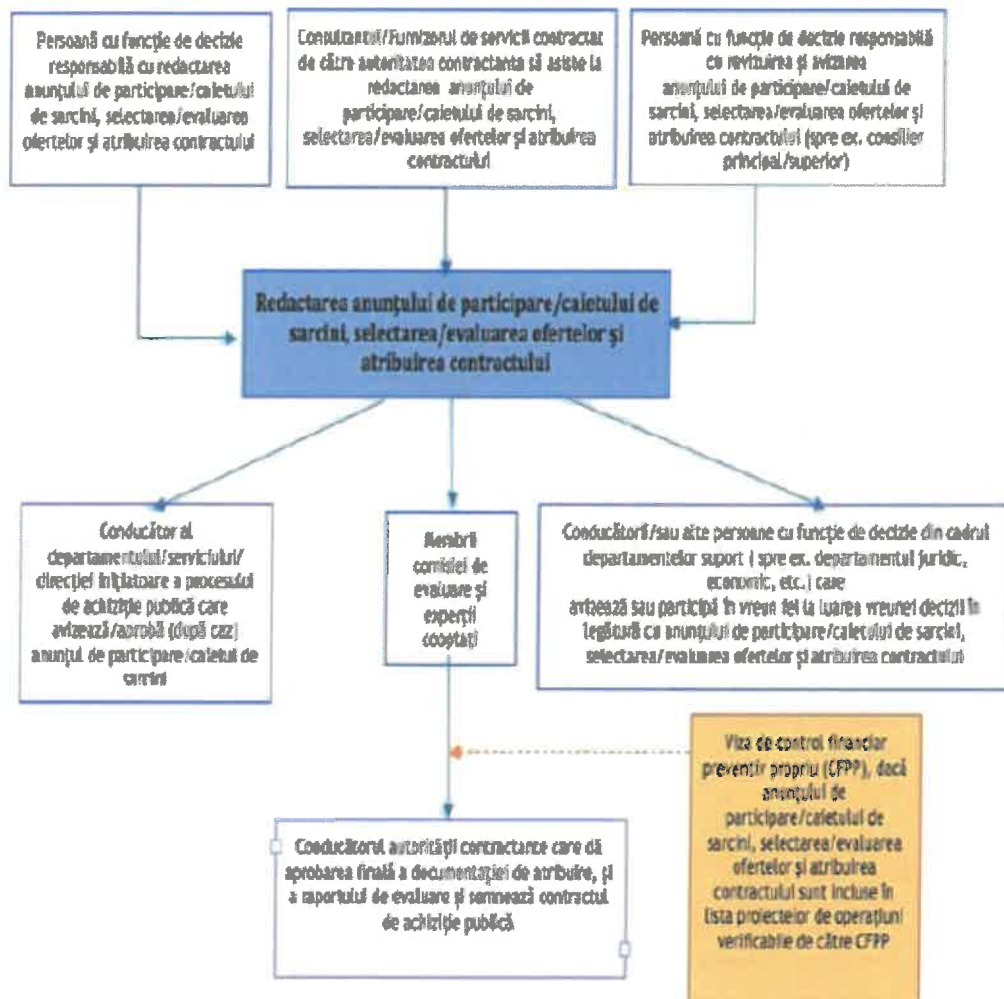 Persoană cu funcție de decizie
responsabilă cu redactarea
anunțului de participare/caietului
de sarcini, selectarea/evaluarea
ofertelor și atribuirea contractului
Consultantul/Furnizorul de servicii contractat
de către autoritatea contractanta să asiste la
redactarea anunțului de
participare/caietului de sarcini,
selectarea/evaluarea ofertelor și atribuirea
contractului
Persoană cu funcție de decizie responsabilă
cu revizuirea și avizarea
anunțului de participare/caietului de
sarcini, selectarea/evaluarea ofertelor și
atribuirea contractului (spre ex. consilier
principal/superior)
Redactarea anunțului de participare/caietului de
sarcini, selectarea/evaluarea ofertelor și
atribuirea contractului
Conducător al
departamentului/serviciului/
direcției inițiatoare a procesului
de achiziție publică care
avizează/aprobă (după caz)
anunțul de participare/caietul de
sarcini
Membrii
comisiei de
evaluare și
experții
cooptați
Conducătorii/sau alte persoane cu funcție de decizie din cadrul
departamentelor suport ( spre ex. departamentul juridic,
economic, etc.) care
avizează sau participă în vreun fel la luarea vreunei decizii în
legătură cu anunțului de participare/caietului de sarcini,
selectarea/evaluarea ofertelor și atribuirea contractului
Viza de control financiar
preventiv propriu (CFPP), dacă
anunțului de
participare/caietului de
sarcini, selectarea/evaluarea
ofertelor și atribuirea
contractului sunt incluse în
lista proiectelor de operațiuni
verificabile de către CFPP
Conducătorul autorității contractante care dă
aprobarea finală a documentației de atribuire, și
a raportului de evaluare și semnează contractul
de achiziție publică